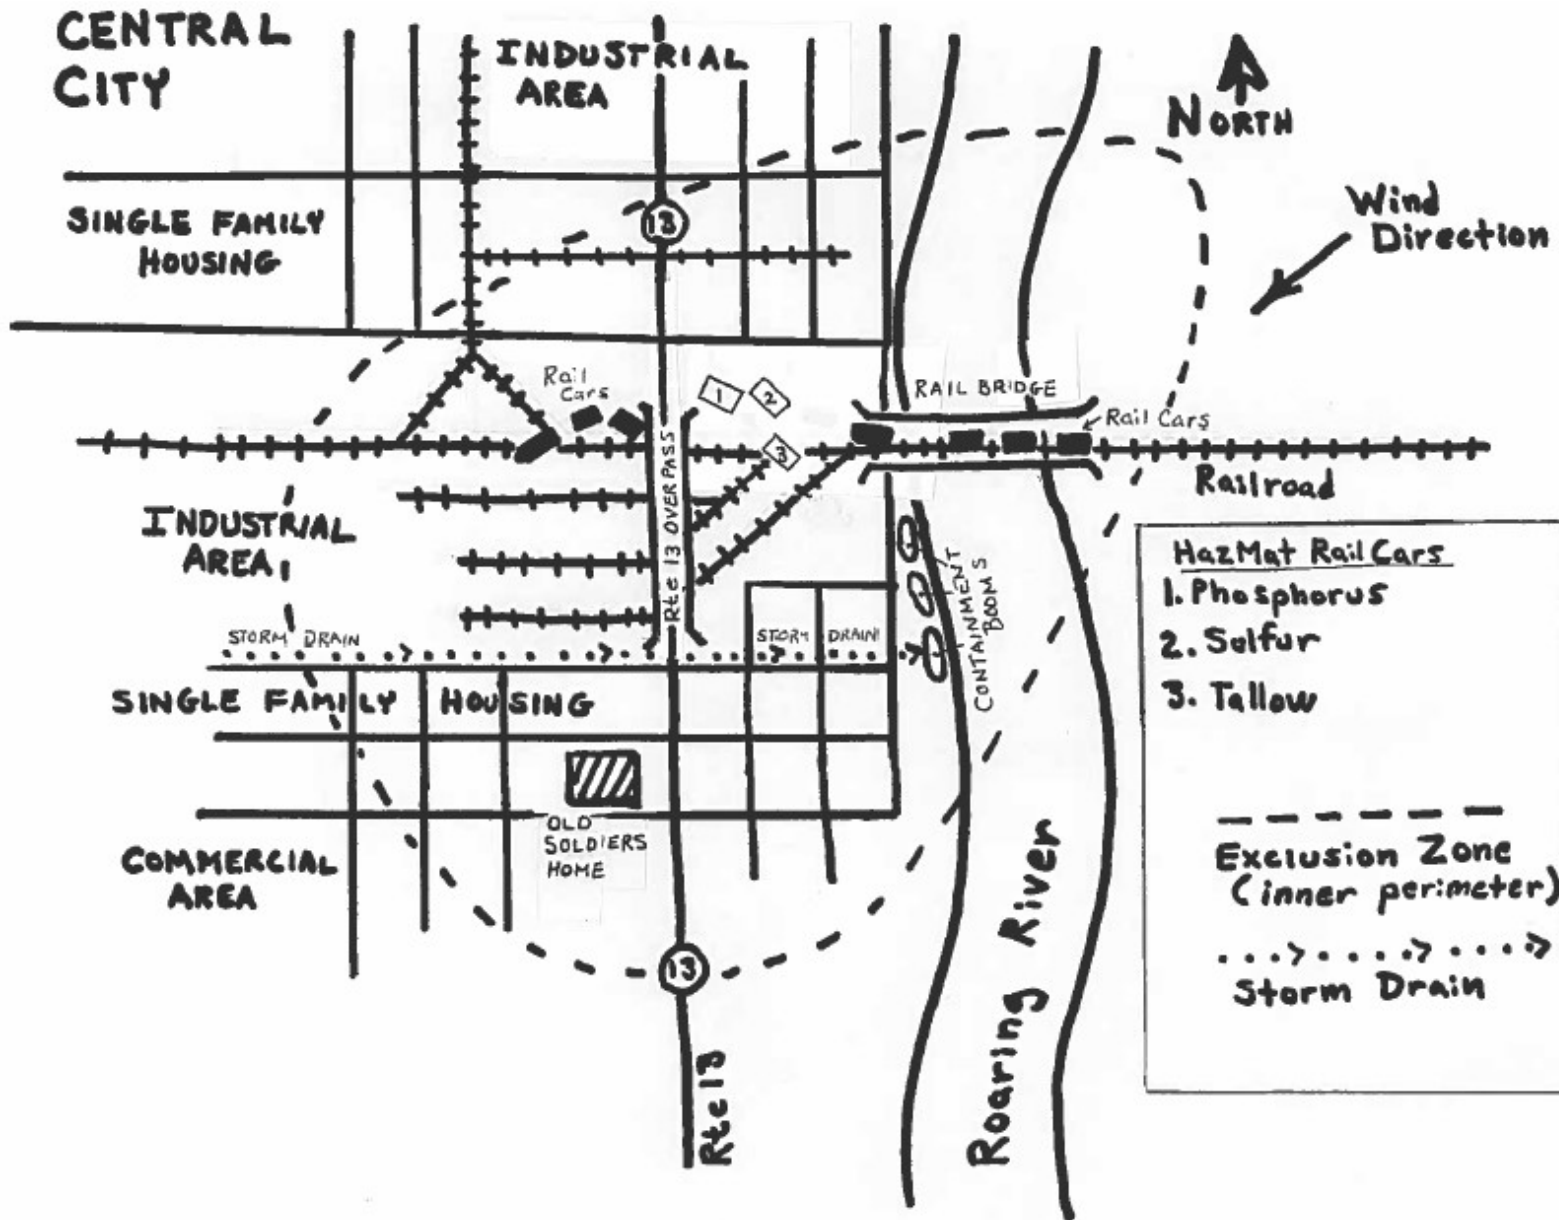 CENTRAL
CITY
INDUSTRIAL
AREA
NORTH
Wind
Direction
SINGLE FAMILY
HOUSING
13
Rail
Cars
1
2
3
RAIL BRIDGE
Rail Cars
Railroad
Rte 13 OVERPASS
INDUSTRIAL
AREA
CONTAINMENT
BOOMS
STORM DRAIN
STORM DRAIN
SINGLE FAMILY HOUSING
OLD
SOLDIERS
HOME
COMMERCIAL
AREA
13
Rte 13
Roaring River
HazMat Rail Cars
1. Phosphorus
2. Salfur
3. Tallow
Exclusion Zone
(inner perimeter)
Storm Drain